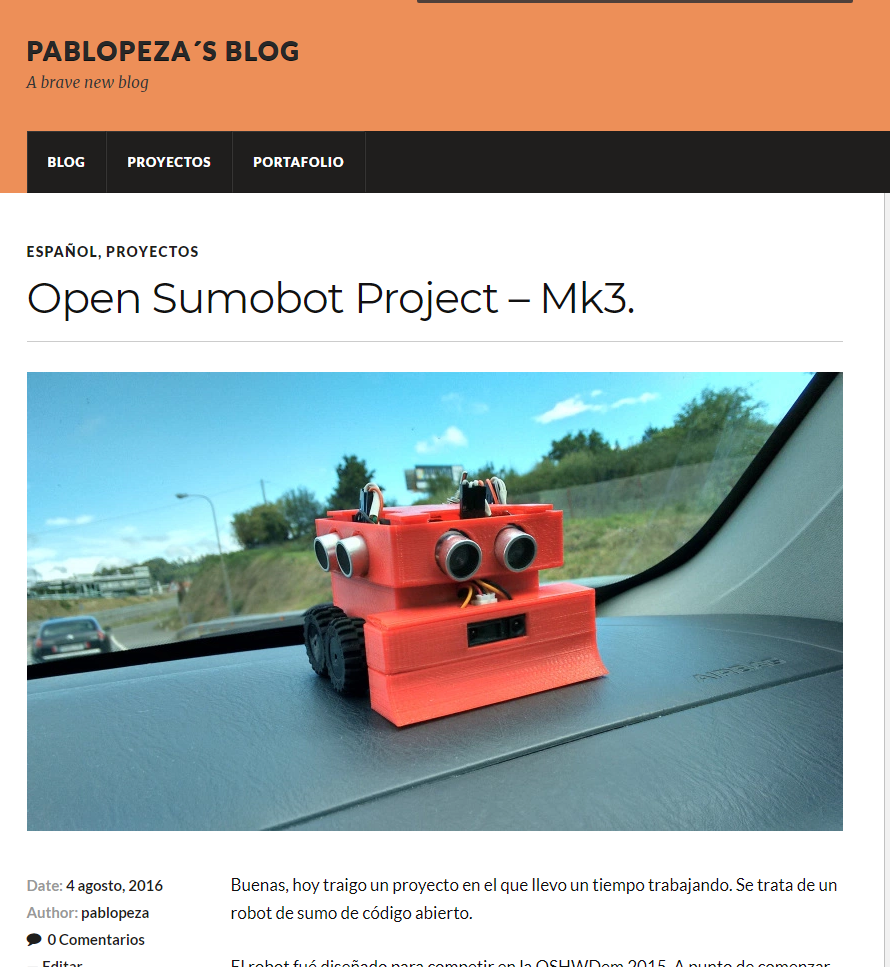 PABLOPEZA´S BLOG
A brave new blog
BLOG
PROYECTOS
PORTAFOLIO
ESPAÑOL, PROYECTOS
Open Sumobot Project – Mk3.
AIRBAG
Date: 4 agosto, 2016
Author: pablopeza
0 Comentarios
— Editar
Buenas, hoy traigo un proyecto en el que llevo un tiempo trabajando. Se trata de un
robot de sumo de código abierto.
El robot fué diseñado para competir en la OSHWDem 2015. A punto de comenzar